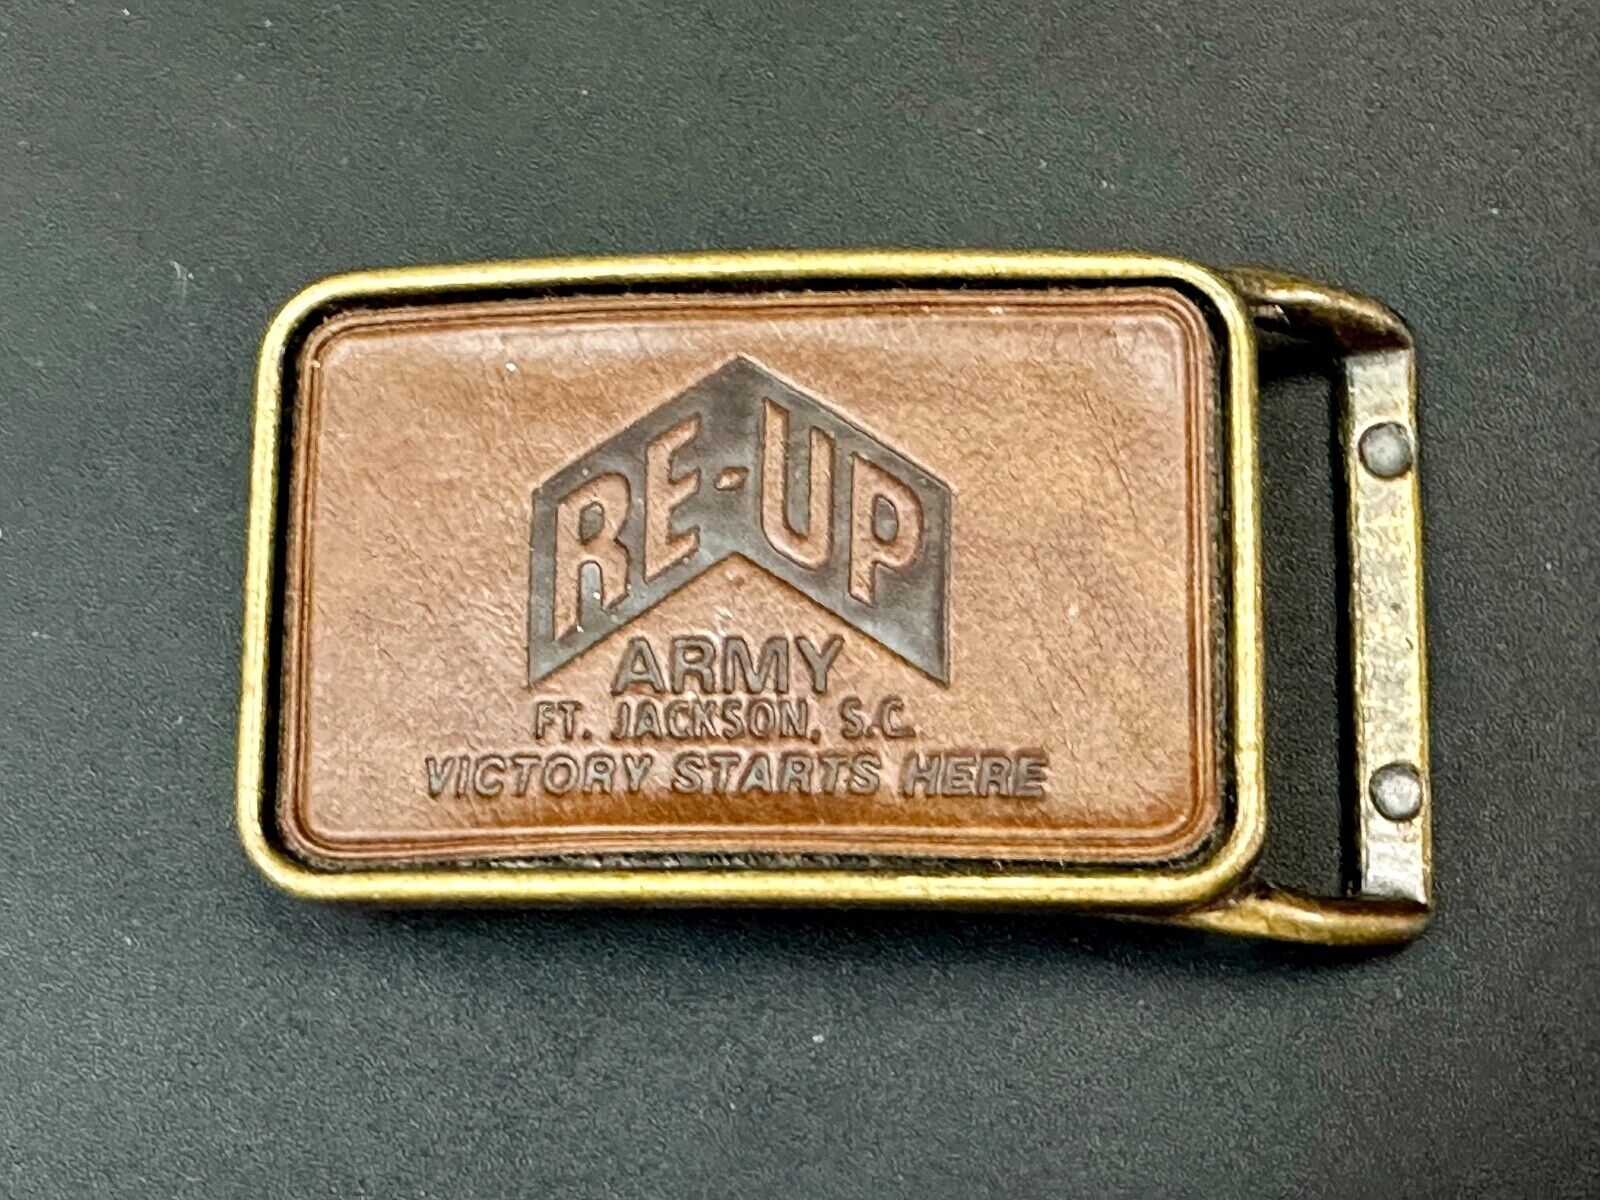 RE-UP
ARMY
FT. JACKSON, S.C.
VICTORY STARTS HERE